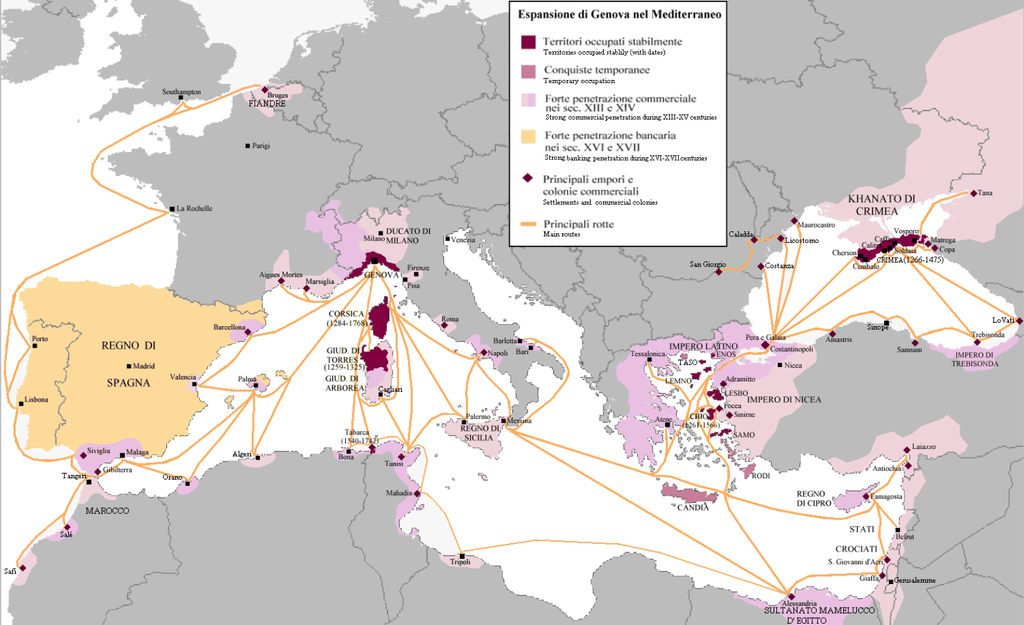 Espansione di Genova nel Mediterraneo
Territori occupati stabilmente
Territories occupied stablily (with dates)
Conquiste temporanee
Temporary occupation
Forte penetrazione commerciale
nei sec. XIII e XIV
Strong commercial penetration during XIII-XV centuries
Forte penetrazione bancaria
nei sec. XVI e XVII
Strong banking penetration during XVI-XVII centuries
Principali empori e
colonie commerciali
Settlements and commercial colonies
Principali rotte
Main routes
Southampton
Bruges
FIANDRE
Parigi
La Rochelle
DUCATO DI
MILANO
Milano
Venezia
GENOVA
Firenze
Pisa
Aigues Mortes
Marsiglia
CORSICA
(1284-1768)
Roma
Barcellona
Porto
REGNO DI
Madrid
SPAGNA
Lisbona
Valencia
Palma
GIUD. DI
TORRES
(1259-1325)
GIUD. DI
ARBOREA
Cagliari
Napoli
Barletta
Bari
Palermo
Messina
REGNO DI
SICILIA
Siviglia
Malaga
Gibilterra
Tangeri
MAROCCO
Salé
Safi
Orano
Algeri
Tabarca
(1540-1742)
Bona
Tunisi
Mahadia
Tripoli
KHANATO DI
CRIMEA
Tana
Maurocastro
Licostomo
Caladda
San Giorgio
Costanza
Vosporo
Caffa
Calita
Soldaia
Cherson
Cembalo
CRIMEA(1266-1475)
Matrega
Copa
LoVati
Trebisonda
IMPERO DI
TREBISONDA
Samsum
Sinope
Amastris
Pera e Galata
Costantinopoli
Nicea
IMPERO LATINO
ENOS
Tessalonica
TASO
LEMNO
Adramitto
LESBO
IMPERO DI NICEA
Focea
CHIO
(1261-1566)
Smirne
Atene
SAMO
RODI
CANDIA
Laiazzo
Antiochia
REGNO
DI CIPRO
Famagosta
STATI
Beirut
CROCIATI
S. Giovanni d'Acri
Giaffa
Gerusalemme
Alessandria
SULTANATO MAMELUCCO
D'EGITTO